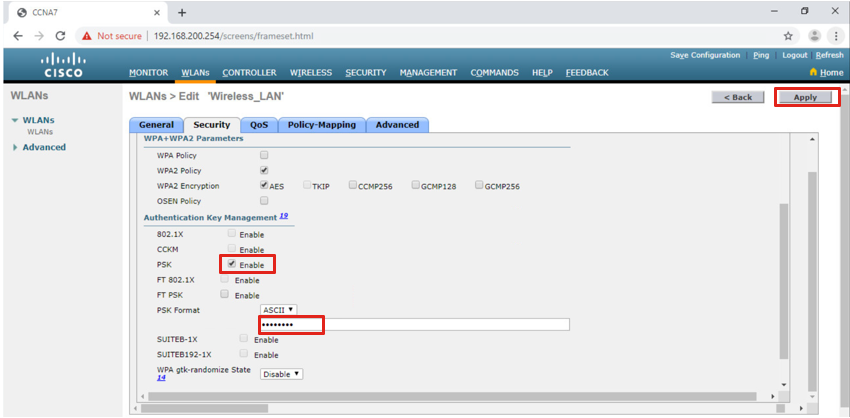 CCNA7
Not secure | 192.168.200.254/screens/frameset.html
Save Configuration | Ping | Logout | Refresh
CISCO
MONITOR WLANs CONTROLLER WIRELESS SECURITY MANAGEMENT COMMANDS HELP FEEDBACK Home
WLANs
WLANs > Edit 'Wireless_LAN'
< Back
Apply
WLANs
WLANs
Advanced
General Security QoS Policy-Mapping Advanced
WPA+WPA2 Parameters
WPA Policy
WPA2 Policy
WPA2 Encryption AES TKIP CCMP256 GCMP128 GCMP256
OSEN Policy
Authentication Key Management 19
802.1X Enable
CCKM Enable
PSK Enable
FT 802.1X Enable
FT PSK Enable
PSK Format ASCII
••••••••
SUITEB-1X Enable
SUITEB192-1X Enable
WPA gtk-randomize State Disable
14